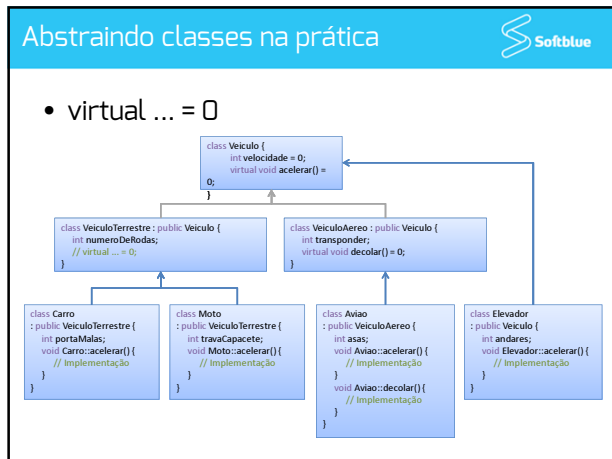 Abstraindo classes na prática
Softblue
• virtual ... = 0
class Veiculo {
int velocidade = 0;
virtual void acelerar() =
0;
}
class VeiculoTerrestre : public Veiculo {
int numeroDeRodas;
// virtual ... = 0;
}
class VeiculoAereo : public Veiculo {
int transponder;
virtual void decolar() = 0;
}
class Carro
: public VeiculoTerrestre {
int portaMalas;
void Carro::acelerar() {
// Implementação
}
}
class Moto
: public VeiculoTerrestre {
int travaCapacete;
void Moto::acelerar() {
// Implementação
}
}
class Aviao
: public VeiculoAereo {
int asas;
void Aviao::acelerar() {
// Implementação
}
void Aviao::decolar() {
// Implementação
}
}
class Elevador
: public Veiculo {
int andares;
void Elevador::acelerar() {
// Implementação
}
}